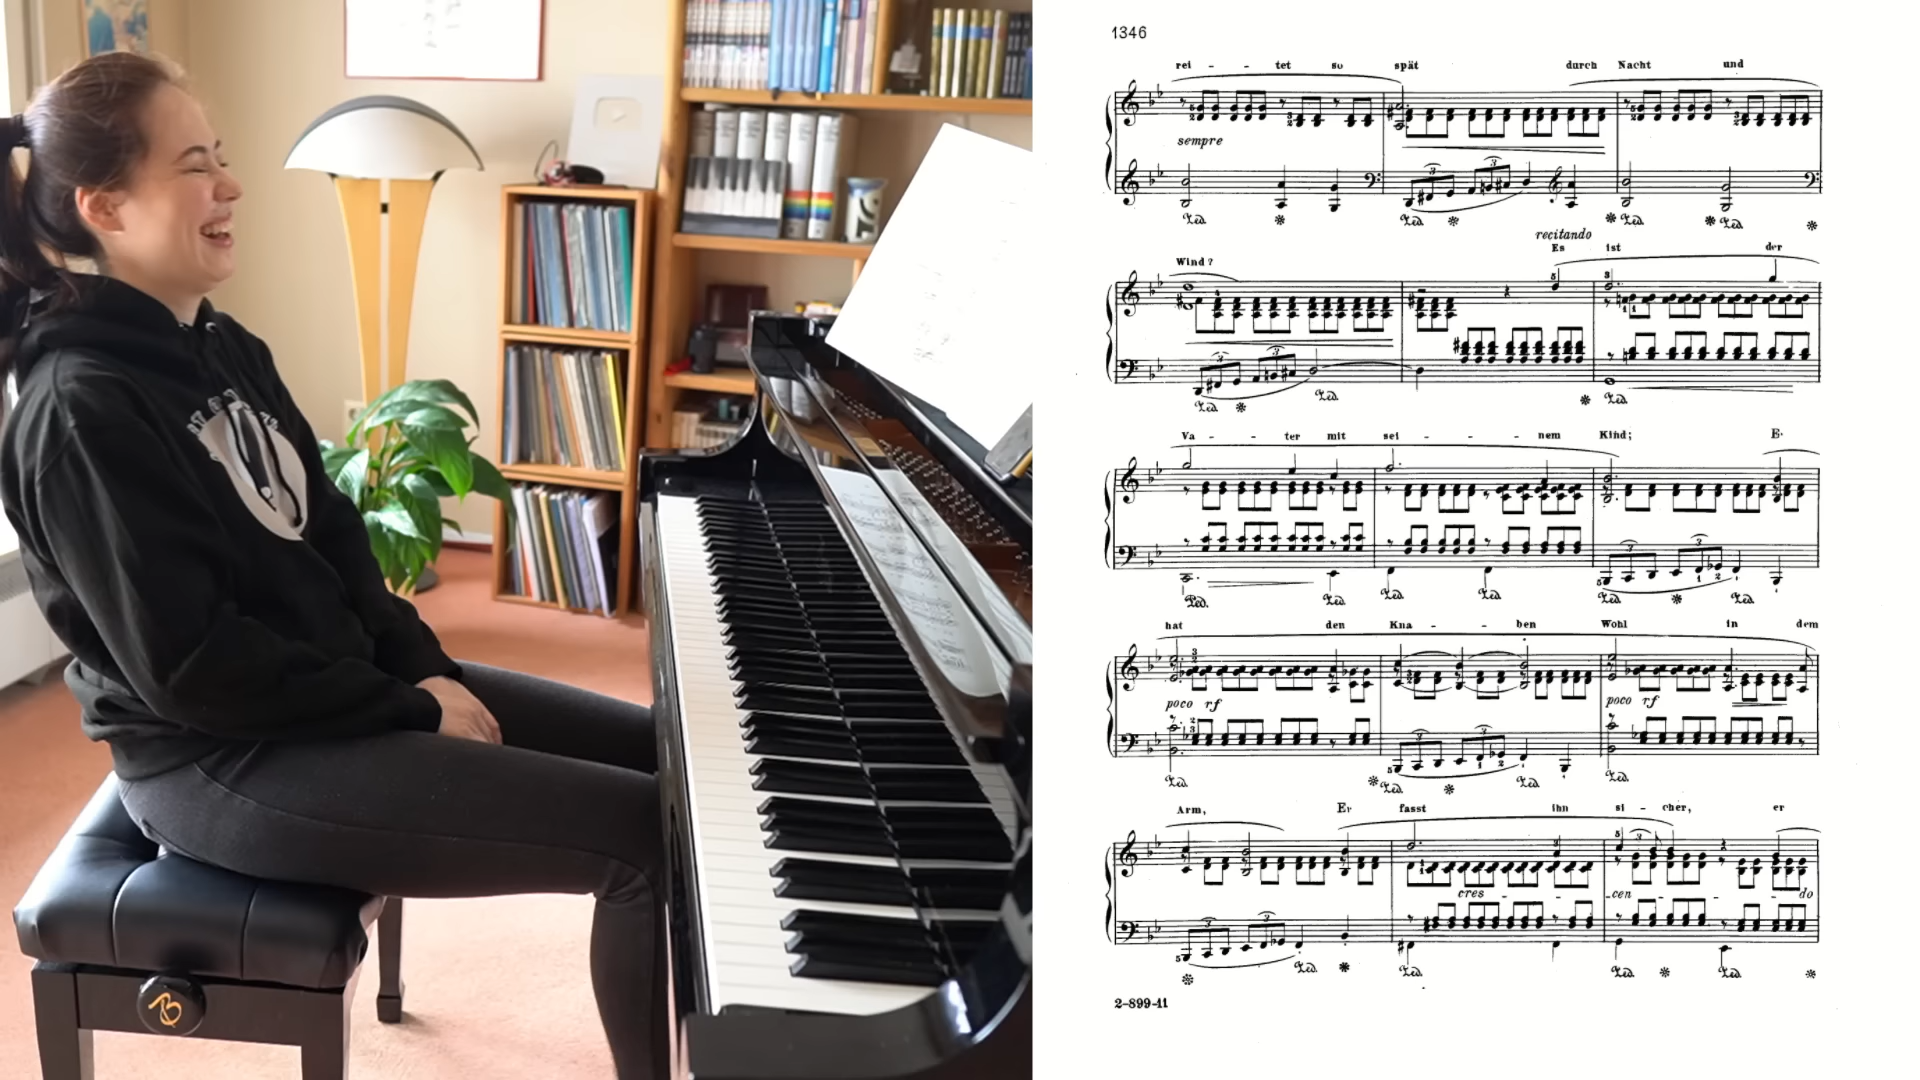 1346
rei - - tet so spät durch Nacht und
sempre
recitando
Wind? Es ist der
Va - - ter mit sei - - - nem Kind;
hat den Kna - - ben Wohl in dem
poco rf poco rf
Arm, Er fasst ihn si - cher, er
cres - - cen - - - do
2-899-11